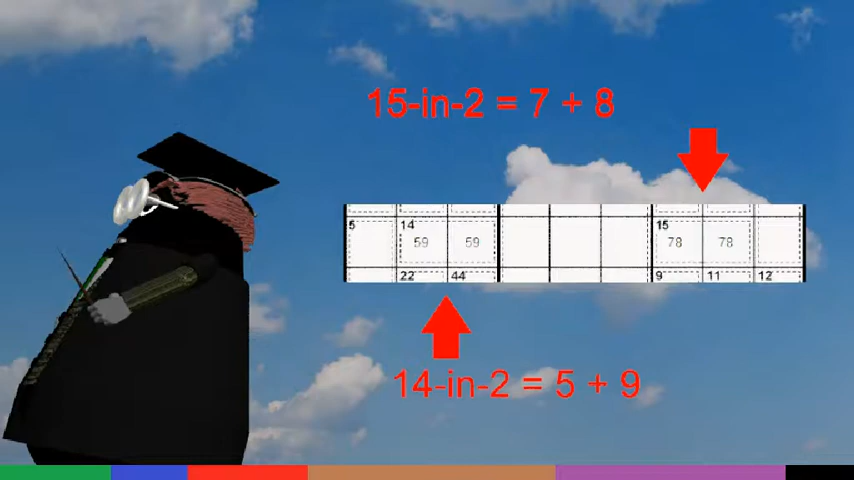 15-in-2 = 7 + 8
5 14 15
59 59 78 78
22 44 9 11 12
14-in-2 = 5 + 9